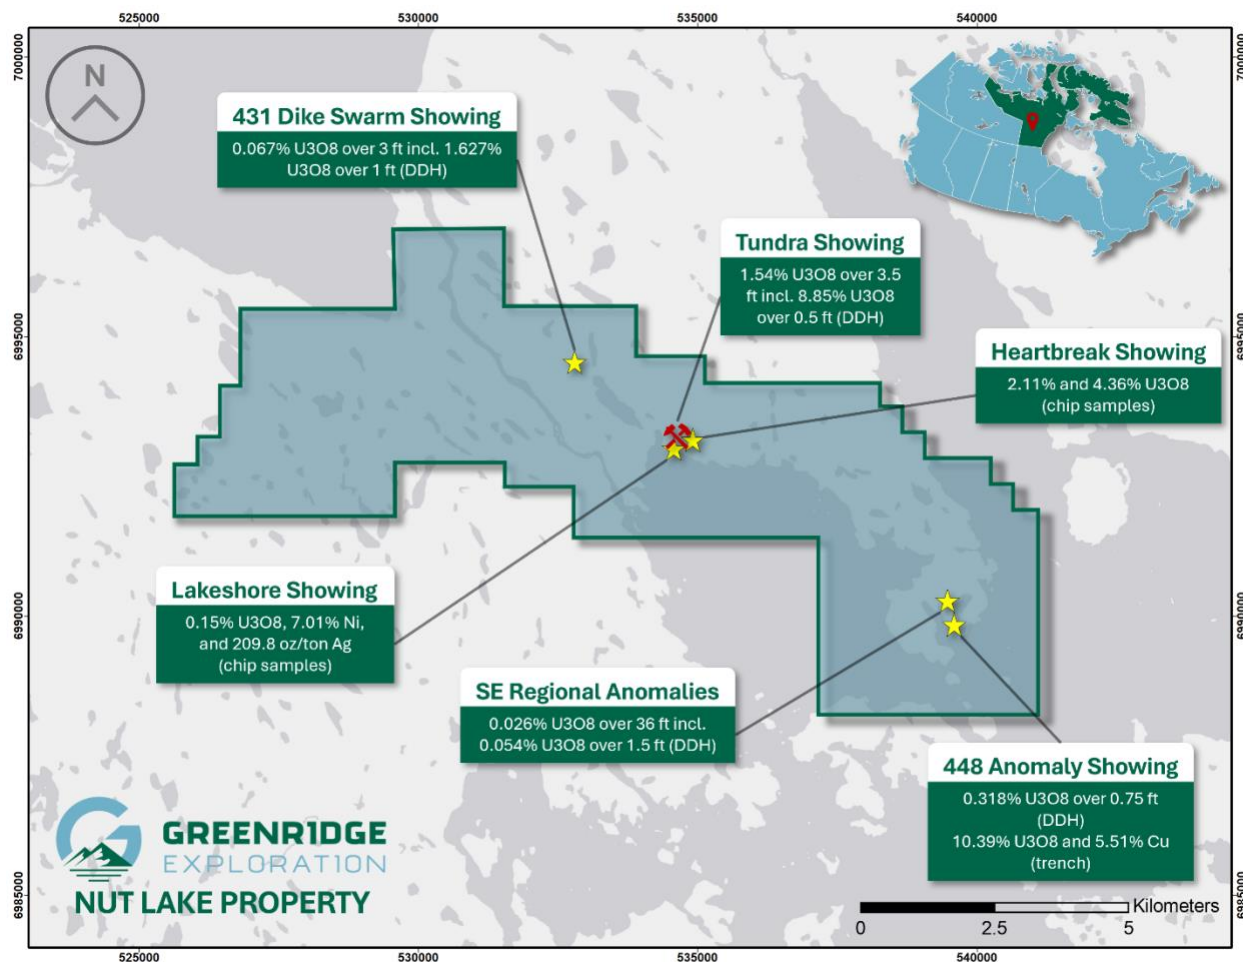 525000
530000
535000
540000
7000000
7000000
N
431 Dike Swarm Showing
0.067% U3O8 over 3 ft incl. 1.627%
U3O8 over 1 ft (DDH)
Tundra Showing
1.54% U3O8 over 3.5
ft incl. 8.85% U3O8
over 0.5 ft (DDH)
6995000
6995000
Heartbreak Showing
2.11% and 4.36% U3O8
(chip samples)
Lakeshore Showing
0.15% U3O8, 7.01% Ni,
and 209.8 oz/ton Ag
(chip samples)
6990000
6990000
SE Regional Anomalies
0.026% U3O8 over 36 ft incl.
0.054% U3O8 over 1.5 ft (DDH)
448 Anomaly Showing
0.318% U3O8 over 0.75 ft
(DDH)
10.39% U3O8 and 5.51% Cu
(trench)
GREENR1DGE
EXPLORATION
NUT LAKE PROPERTY
6985000
6985000
Kilometers
0
2.5
5
525000
530000
535000
540000